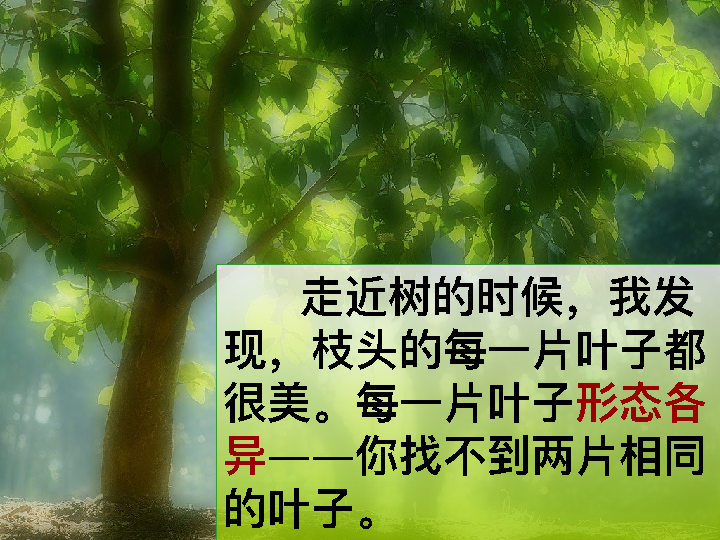 走近树的时候，我发
现，枝头的每一片叶子都
很美。每一片叶子形态各
异——你找不到两片相同
的叶子。